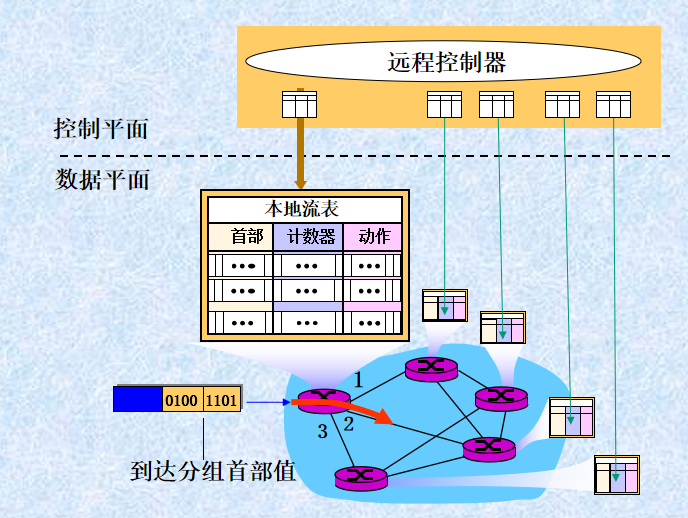 远程控制器
控制平面
数据平面
本地流表
首部 计数器 动作
••• ••• •••
••• ••• •••
••• ••• •••
1
0100 1101
2
3
到达分组首部值